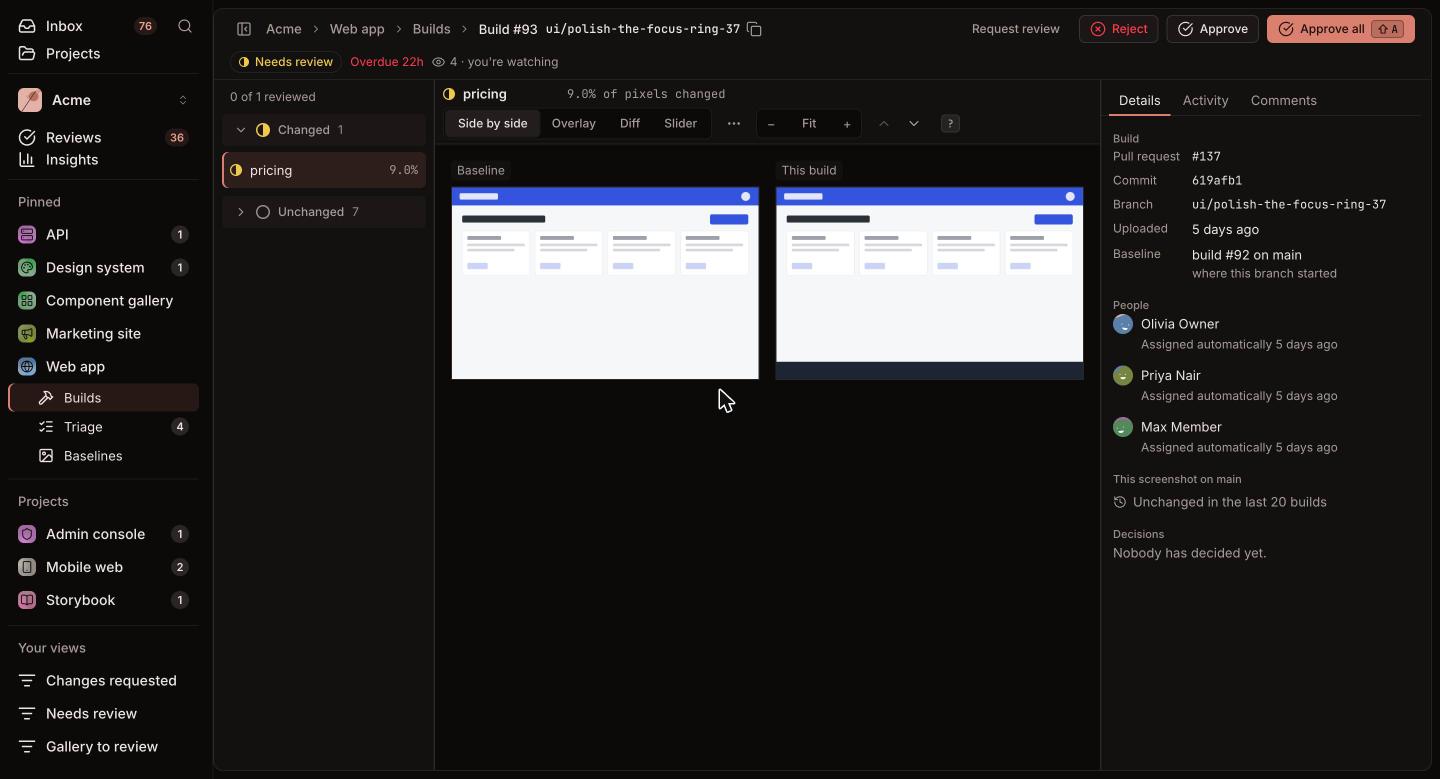 Inbox 76
Projects
Acme
Reviews 36
Insights
Pinned
API 1
Design system 1
Component gallery
Marketing site
Web app
Builds
Triage 4
Baselines
Projects
Admin console 1
Mobile web 2
Storybook 1
Your views
Changes requested
Needs review
Gallery to review
Acme > Web app > Builds > Build #93 ui/polish-the-focus-ring-37
Request review Reject Approve Approve all ⇧ A
Needs review Overdue 22h 4 · you're watching
0 of 1 reviewed
Changed 1
pricing 9.0%
Unchanged 7
pricing 9.0% of pixels changed
Side by side Overlay Diff Slider ··· − Fit + ?
Baseline
This build
Details Activity Comments
Build
Pull request #137
Commit 619afb1
Branch ui/polish-the-focus-ring-37
Uploaded 5 days ago
Baseline build #92 on main
where this branch started
People
Olivia Owner
Assigned automatically 5 days ago
Priya Nair
Assigned automatically 5 days ago
Max Member
Assigned automatically 5 days ago
This screenshot on main
Unchanged in the last 20 builds
Decisions
Nobody has decided yet.